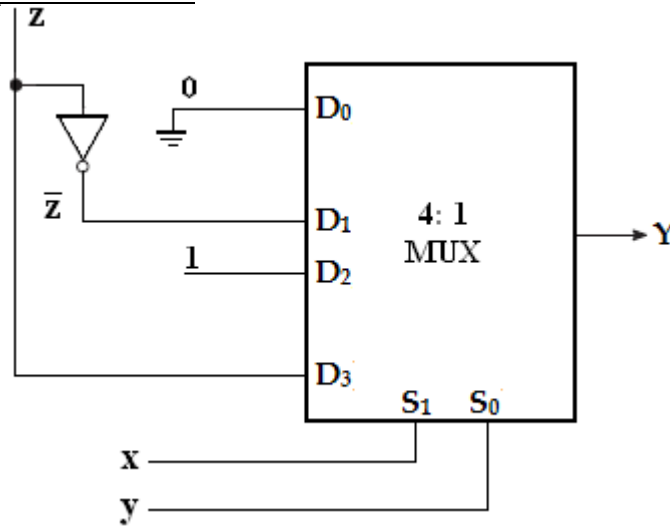 z
0
D₀
z̄
D₁
4: 1
MUX
Y
1
D₂
D₃
S₁ S₀
x
y